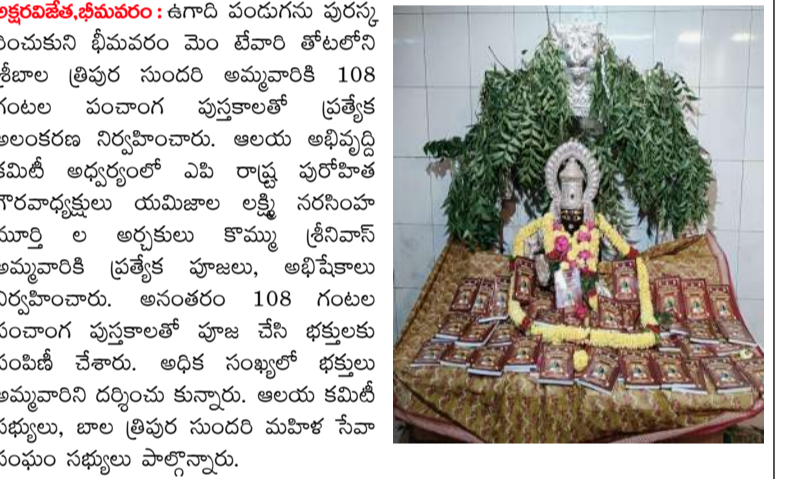 అక్షరవిజేత,భీమవరం : ఉగాది పండుగను పురస్క
రించుకుని భీమవరం మెం టేవారి తోటలోని
శ్రీబాల త్రిపుర సుందరి అమ్మవారికి 108
గంటల పంచాంగ పుస్తకాలతో ప్రత్యేక
అలంకరణ నిర్వహించారు. ఆలయ అభివృద్ది
కమిటీ అధ్వర్యంలో ఎపి రాష్ట్ర పురోహిత
గౌరవాధ్యక్షులు యమిజాల లక్ష్మి నరసింహ
మూర్తి ల అర్చకులు కొమ్ము శ్రీనివాస్
అమ్మవారికి ప్రత్యేక పూజలు, అభిషేకాలు
నిర్వహించారు. అనంతరం 108 గంటల
పంచాంగ పుస్తకాలతో పూజ చేసి భక్తులకు
పంపిణీ చేశారు. అధిక సంఖ్యలో భక్తులు
అమ్మవారిని దర్శించు కున్నారు. ఆలయ కమిటీ
సభ్యులు, బాల త్రిపుర సుందరి మహిళ సేవా
సంఘం సభ్యులు పాల్గొన్నారు.